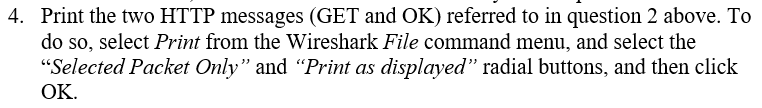 4. Print the two HTTP messages (GET and OK) referred to in question 2 above. To
do so, select Print from the Wireshark File command menu, and select the
“Selected Packet Only” and “Print as displayed” radial buttons, and then click
OK.